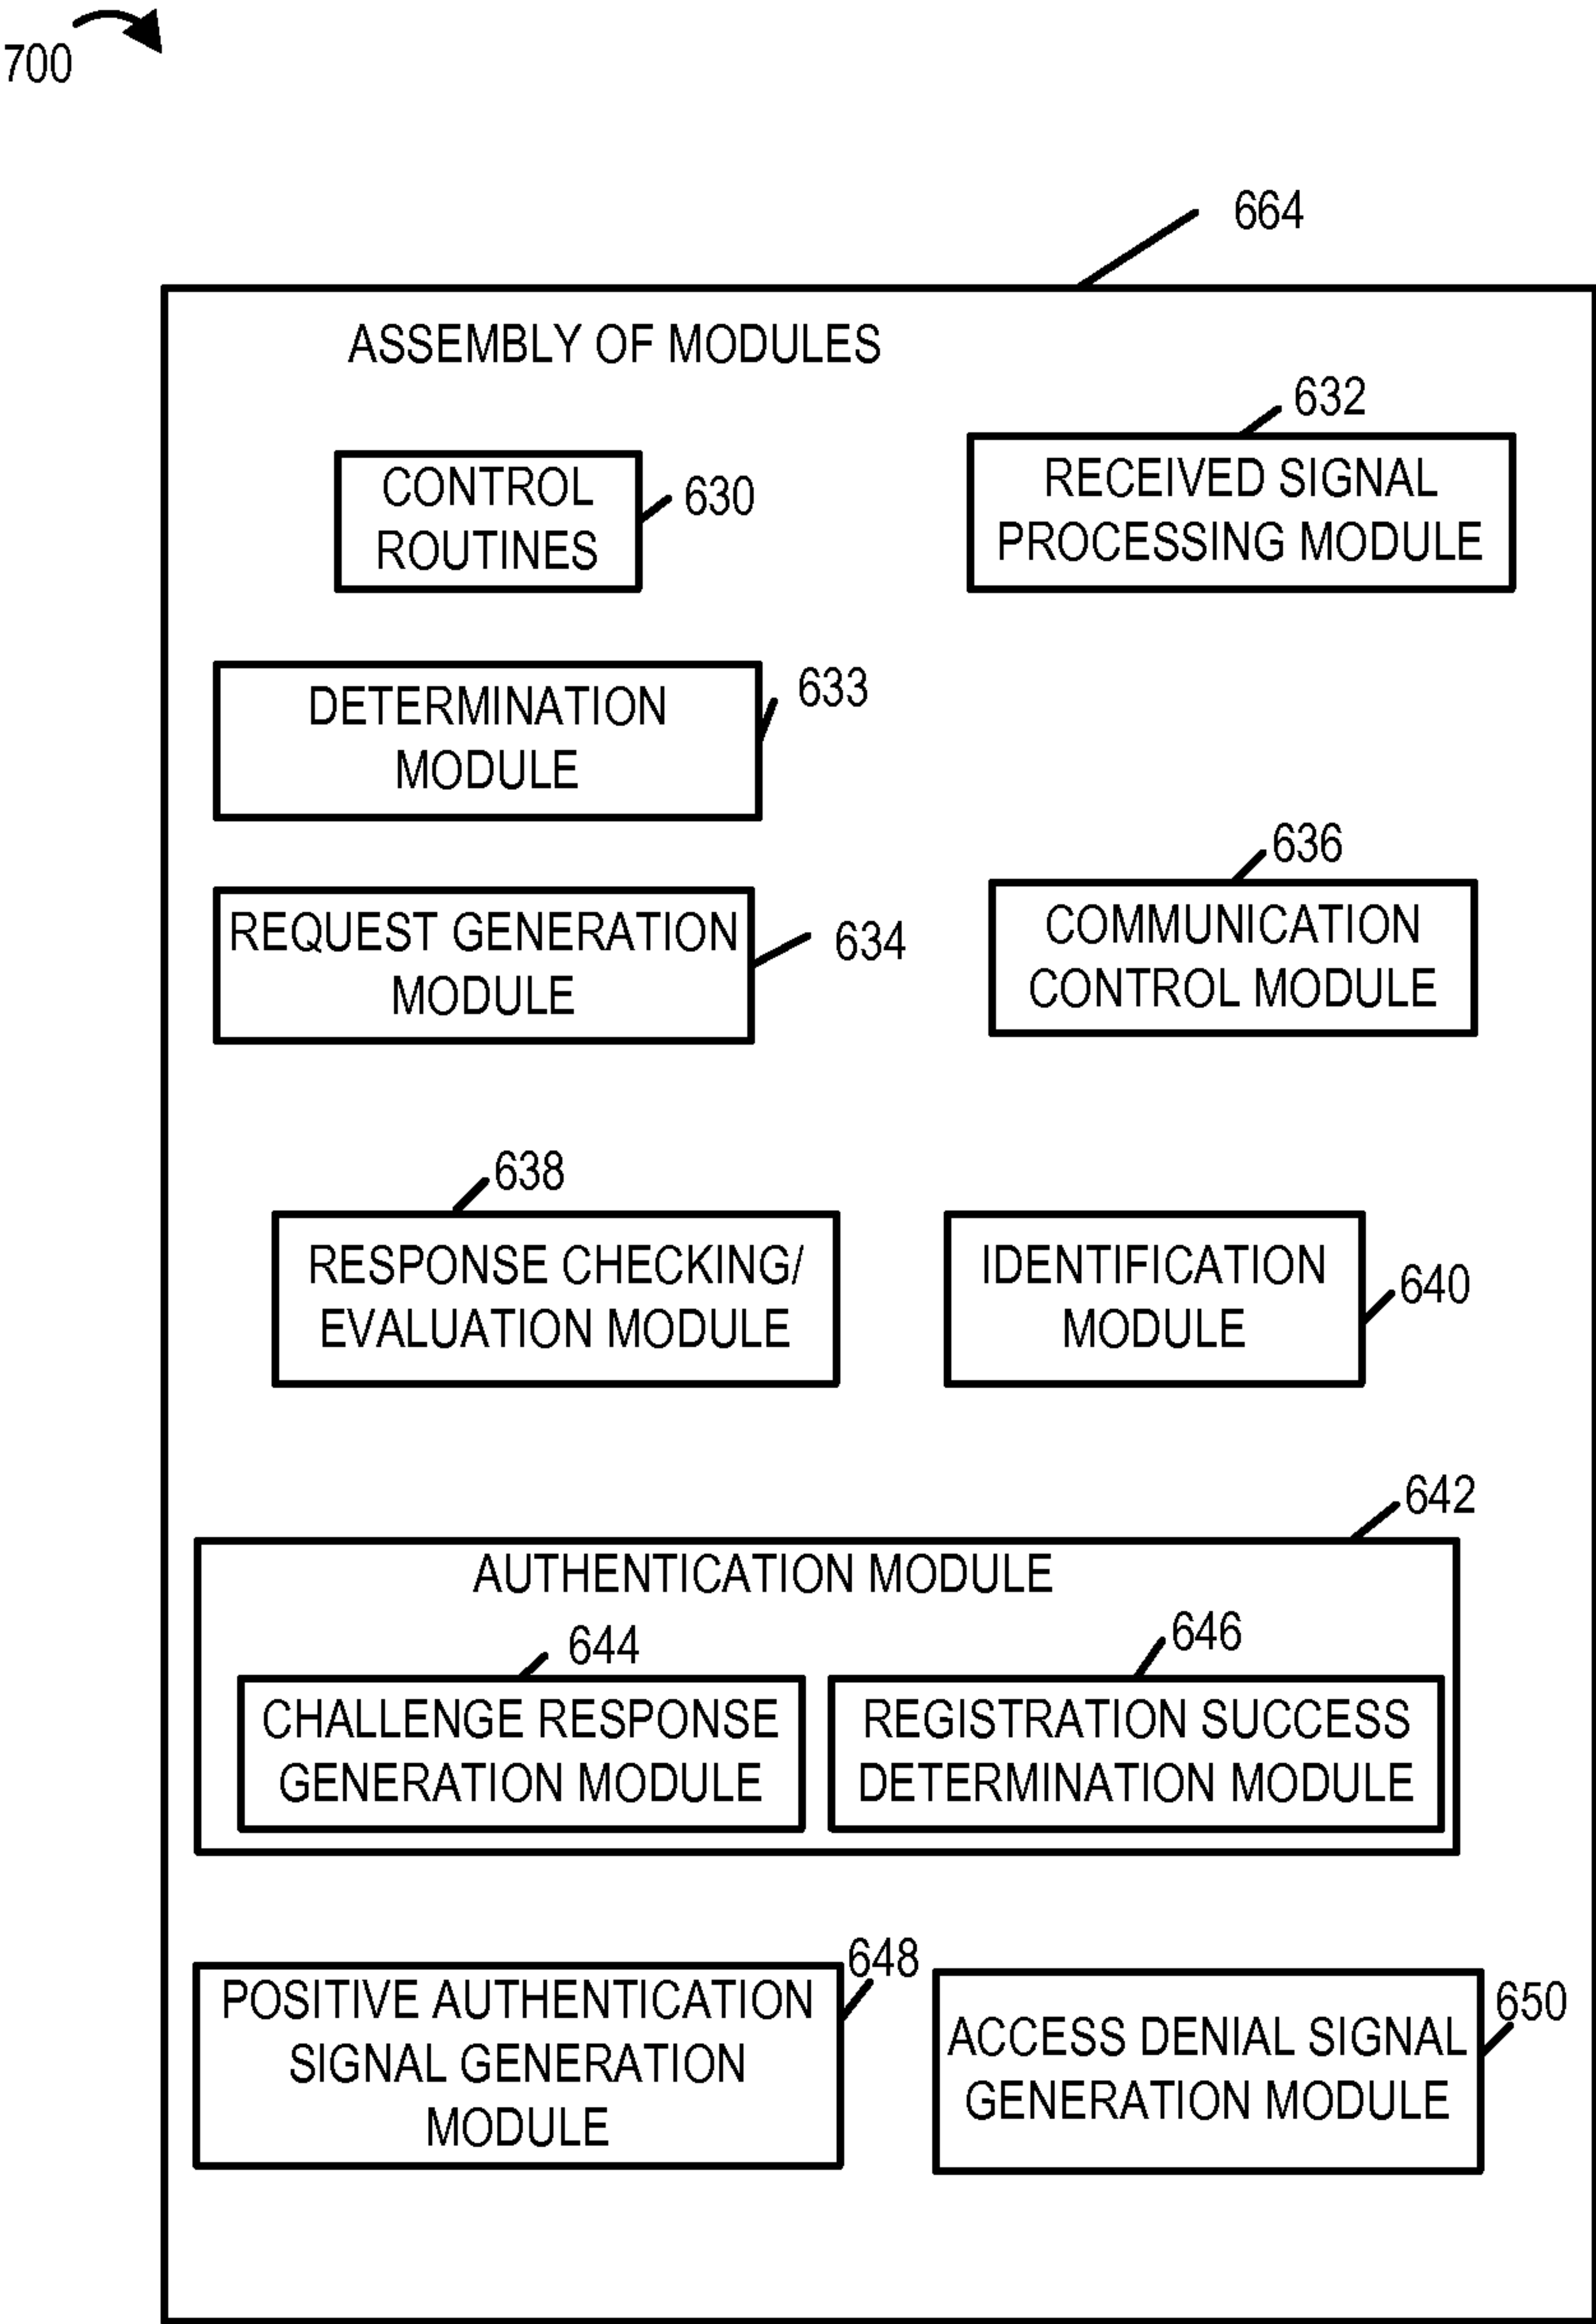 700
664
ASSEMBLY OF MODULES
632
CONTROL
ROUTINES
630
RECEIVED SIGNAL
PROCESSING MODULE
DETERMINATION
MODULE
633
636
REQUEST GENERATION
MODULE
634
COMMUNICATION
CONTROL MODULE
638
RESPONSE CHECKING/
EVALUATION MODULE
IDENTIFICATION
MODULE
640
642
AUTHENTICATION MODULE
644
646
CHALLENGE RESPONSE
GENERATION MODULE
REGISTRATION SUCCESS
DETERMINATION MODULE
648
POSITIVE AUTHENTICATION
SIGNAL GENERATION
MODULE
650
ACCESS DENIAL SIGNAL
GENERATION MODULE